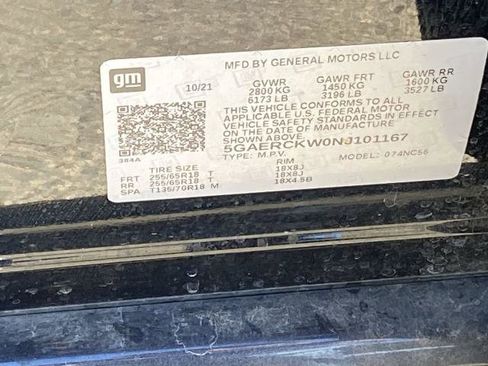 gm
MFD BY GENERAL MOTORS LLC
10/21 GVWR GAWR FRT GAWR RR
2800 KG 1450 KG 1600 KG
6173 LB 3196 LB 3527 LB
THIS VEHICLE CONFORMS TO ALL
APPLICABLE U.S. FEDERAL MOTOR
VEHICLE SAFETY STANDARDS IN EFFECT
ON THE DATE OF MANUFACTURE
SHOWN ABOVE.
5GAERCKW0NJ101167
TYPE: M.P.V. MODEL: 074NC56
384A
TIRE SIZE RIM
FRT 255/65R18 T 18X8J
RR 255/65R18 T 18X8J
SPA T135/70R18 M 18X4.5B